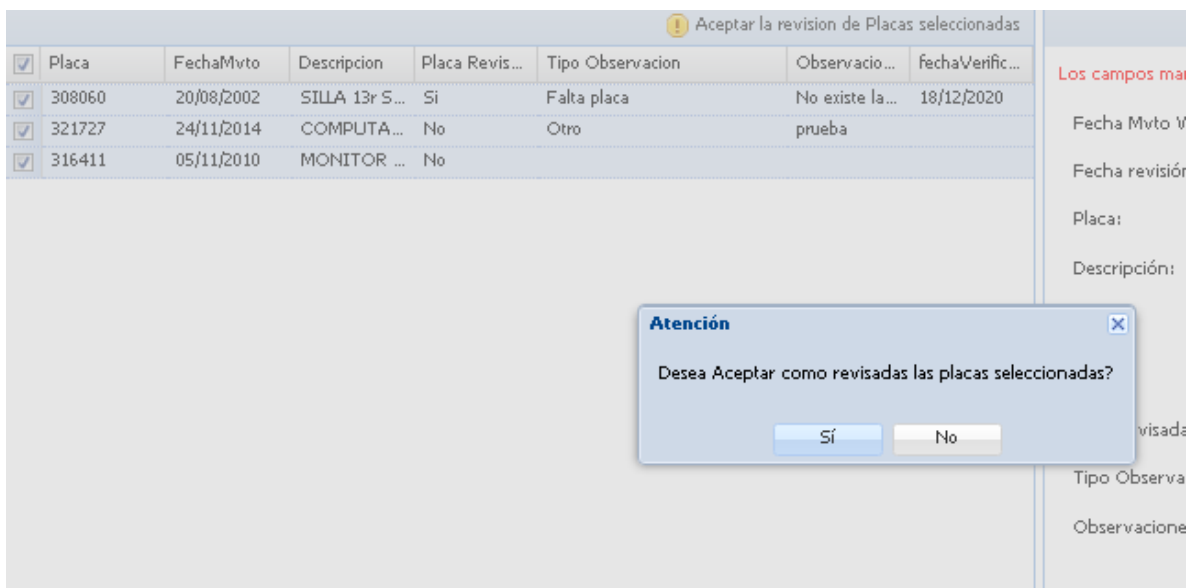 Aceptar la revision de Placas seleccionadas
Placa FechaMvto Descripcion Placa Revis... Tipo Observacion Observacio... fechaVerific...
308060 20/08/2002 SILLA 13r S... Si Falta placa No existe la... 18/12/2020
321727 24/11/2014 COMPUTA... No Otro prueba
316411 05/11/2010 MONITOR ... No
Los campos mar
Fecha Mvto V
Fecha revisión
Placa:
Descripción:
Atención
Desea Aceptar como revisadas las placas seleccionadas?
Sí No
visada
Tipo Observa
Observacione